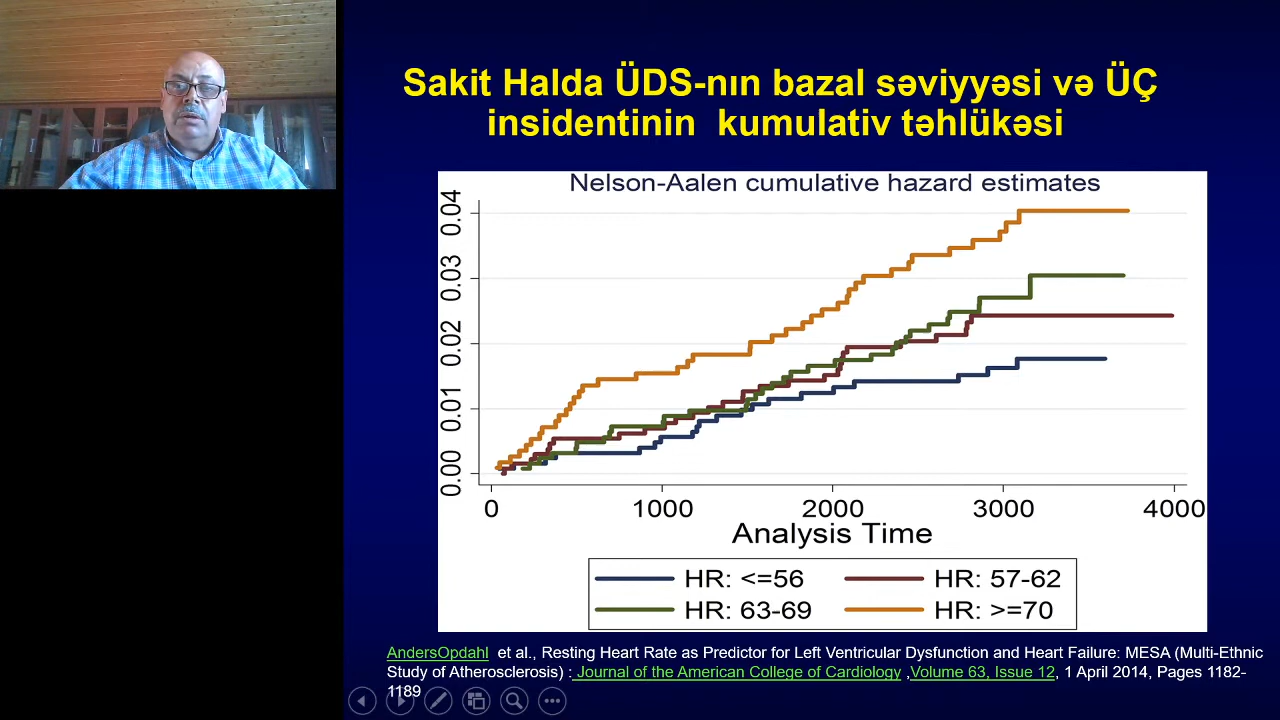 Sakit Halda ÜDS-nın bazal səviyyəsi və ÜÇ
insidentinin  kumulativ təhlükəsi
Nelson-Aalen cumulative hazard estimates
0.04
0.03
0.02
0.01
0.00
0 1000 2000 3000 4000
Analysis Time
HR: <=56 HR: 57-62
HR: 63-69 HR: >=70
AndersOpdahl  et al., Resting Heart Rate as Predictor for Left Ventricular Dysfunction and Heart Failure: MESA (Multi-Ethnic
Study of Atherosclerosis) : Journal of the American College of Cardiology ,Volume 63, Issue 12, 1 April 2014, Pages 1182-
1189